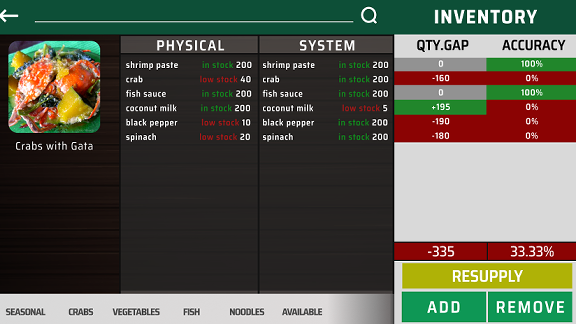 INVENTORY
PHYSICAL SYSTEM QTY.GAP ACCURACY
shrimp paste in stock 200 shrimp paste in stock 200 0 100%
crab low stock 40 crab in stock 200 -160 0%
fish sauce in stock 200 fish sauce in stock 200 0 100%
coconut milk in stock 200 coconut milk low stock 5 +195 0%
black pepper low stock 10 black pepper in stock 200 -190 0%
spinach low stock 20 spinach in stock 200 -180 0%
Crabs with Gata
-335 33.33%
RESUPPLY
ADD REMOVE
SEASONAL CRABS VEGETABLES FISH NOODLES AVAILABLE